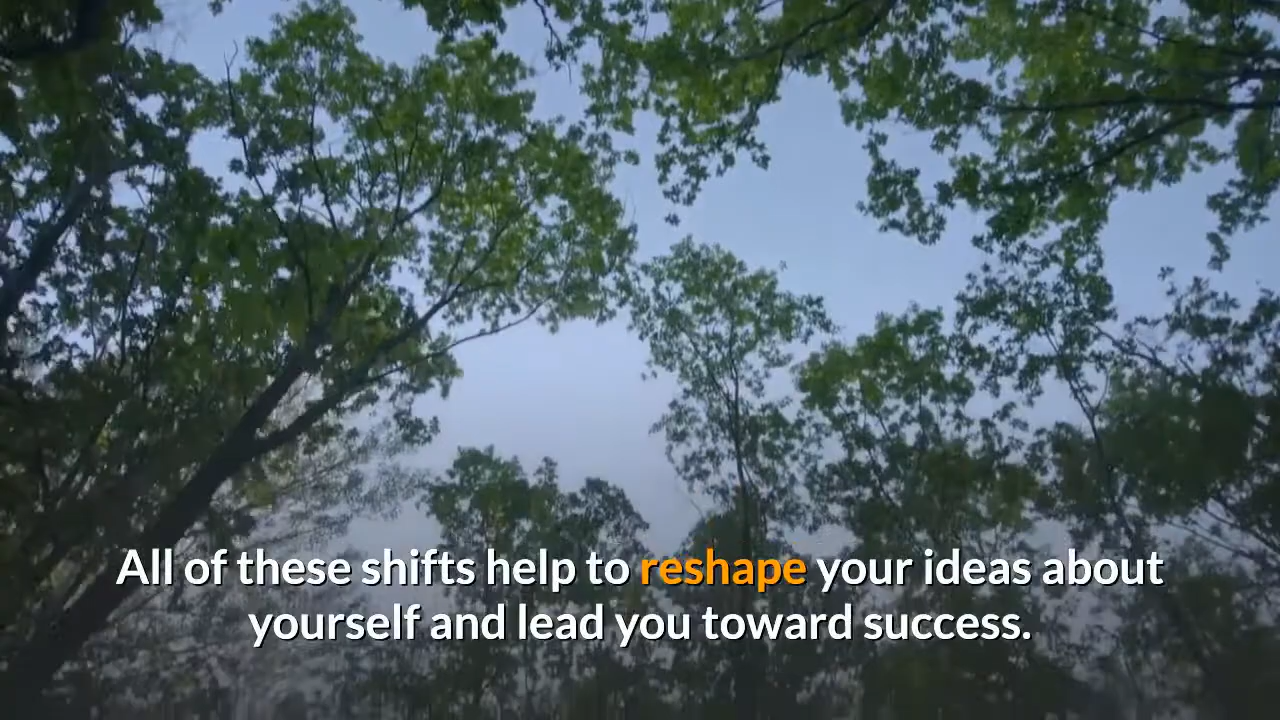 All of these shifts help to reshape your ideas about
yourself and lead you toward success.